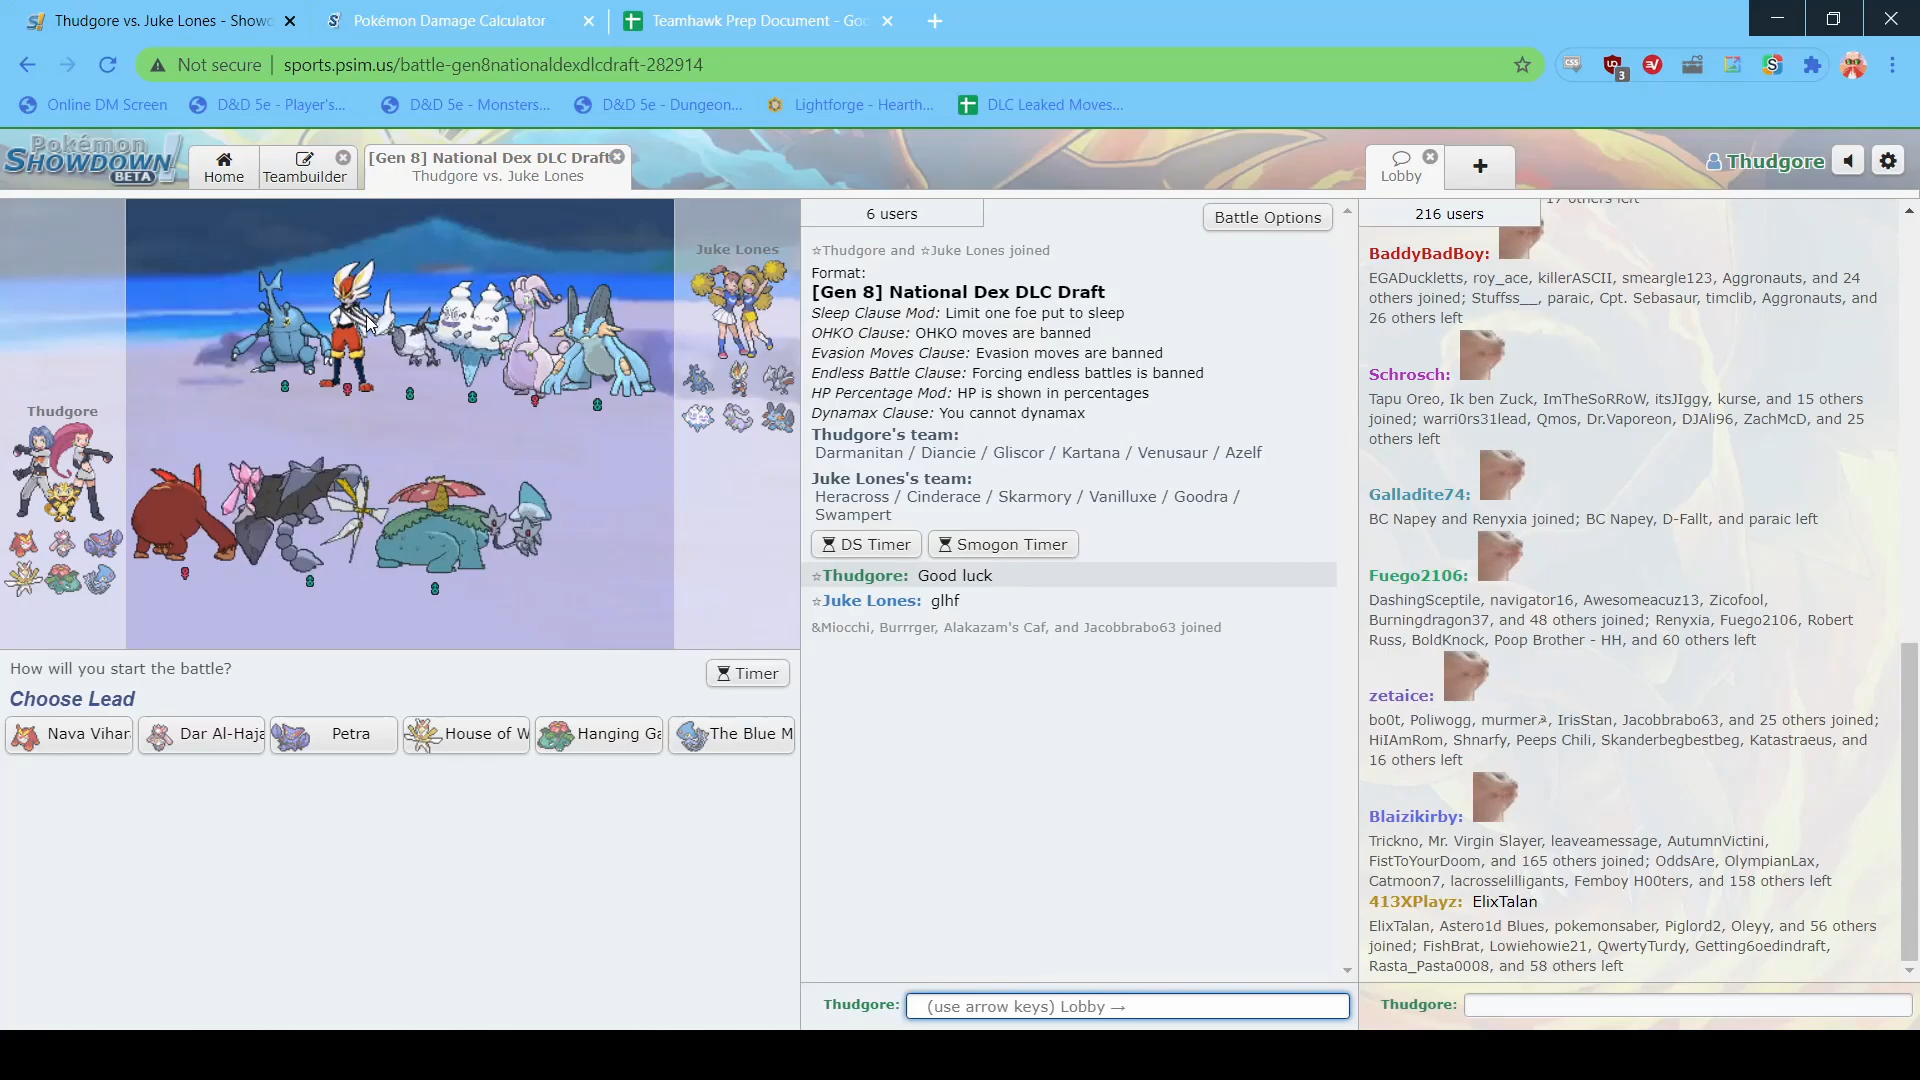 Thudgore vs. Juke Lones - Showd
Pokémon Damage Calculator
Teamhawk Prep Document - Goo
Not secure
sports.psim.us/battle-gen8nationaldexdlcdraft-282914
3
Online DM Screen
D&D 5e - Player's...
D&D 5e - Monsters...
D&D 5e - Dungeon...
Lightforge - Hearth...
DLC Leaked Moves...
Pokémon
SHOWDOWN!
BETA
Home
Teambuilder
[Gen 8] National Dex DLC Draft
Thudgore vs. Juke Lones
Lobby
Thudgore
Juke Lones
Thudgore
How will you start the battle?
Timer
Choose Lead
Nava Vihar
Dar Al-Haja
Petra
House of W
Hanging Ga
The Blue M
6 users
Battle Options
☆Thudgore and ☆Juke Lones joined
Format:
[Gen 8] National Dex DLC Draft
Sleep Clause Mod: Limit one foe put to sleep
OHKO Clause: OHKO moves are banned
Evasion Moves Clause: Evasion moves are banned
Endless Battle Clause: Forcing endless battles is banned
HP Percentage Mod: HP is shown in percentages
Dynamax Clause: You cannot dynamax
Thudgore's team:
Darmanitan / Diancie / Gliscor / Kartana / Venusaur / Azelf
Juke Lones's team:
Heracross / Cinderace / Skarmory / Vanilluxe / Goodra /
Swampert
DS Timer
Smogon Timer
☆Thudgore: Good luck
☆Juke Lones: glhf
&Miocchi, Burrrger, Alakazam's Caf, and Jacobbrabo63 joined
Thudgore:
(use arrow keys) Lobby →
216 users
17 others left
BaddyBadBoy:
EGADuckletts, roy_ace, killerASCII, smeargle123, Aggronauts, and 24
others joined; Stuffss__, paraic, Cpt. Sebasaur, timclib, Aggronauts, and
26 others left
Schrosch:
Tapu Oreo, Ik ben Zuck, ImTheSoRRoW, itsJIggy, kurse, and 15 others
joined; warri0rs31lead, Qmos, Dr.Vaporeon, DJAli96, ZachMcD, and 25
others left
Galladite74:
BC Napey and Renyxia joined; BC Napey, D-Fallt, and paraic left
Fuego2106:
DashingSceptile, navigator16, Awesomeacuz13, Zicofool,
Burningdragon37, and 48 others joined; Renyxia, Fuego2106, Robert
Russ, BoldKnock, Poop Brother - HH, and 60 others left
zetaice:
bo0t, Poliwogg, murmer☭, IrisStan, Jacobbrabo63, and 25 others joined;
HiIAmRom, Shnarfy, Peeps Chili, Skanderbegbestbeg, Katastraeus, and
16 others left
Blaizikirby:
Trickno, Mr. Virgin Slayer, leaveamessage, AutumnVictini,
FistToYourDoom, and 165 others joined; OddsAre, OlympianLax,
Catmoon7, lacrosselilligants, Femboy H00ters, and 158 others left
413XPlayz: ElixTalan
ElixTalan, Astero1d Blues, pokemonsaber, Piglord2, Oleyy, and 56 others
joined; FishBrat, Lowiehowie21, QwertyTurdy, Getting6oedindraft,
Rasta_Pasta0008, and 58 others left
Thudgore: